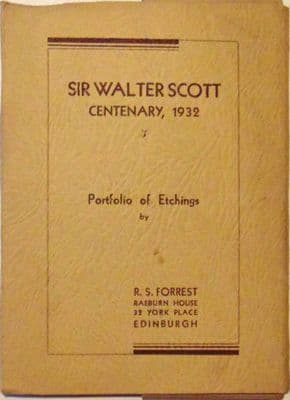 SIR WALTER SCOTT
CENTENARY, 1932
Portfolio of Etchings
by
R. S. FORREST
RAEBURN HOUSE
32 YORK PLACE
EDINBURGH